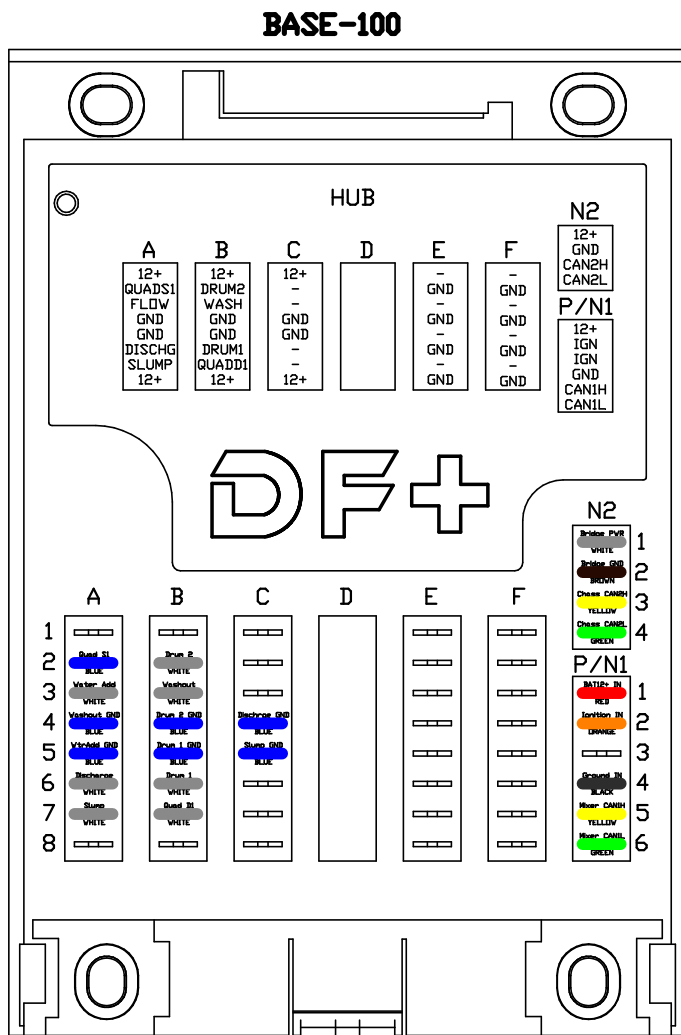 BASE-100
HUB
A B C D E F N2
12+
GND
CAN2H
CAN2L
P/N1
12+
IGN
IGN
GND
CAN1H
CAN1L
12+ 12+ 12+ - -
QUADS1 DRUM2 - GND GND
FLOW WASH - - -
GND GND GND GND GND
GND GND GND - -
DISCHG DRUM1 - GND GND
SLUMP QUADD1 - - -
12+ 12+ 12+ GND GND
DF+
N2
Bridge PWR
WHITE 1
Bridge GND
BROWN 2
Chass CAN2H
YELLOW 3
Chass CAN2L
GREEN 4
P/N1
BAT12+ IN
RED 1
Ignition IN
ORANGE 2
3
Ground IN
BLACK 4
Mixer CAN1H
YELLOW 5
Mixer CAN1L
GREEN 6
A B C D E F
1
2 Quad S1 Drum 2
BLUE WHITE
3 Water Add Washout
WHITE WHITE
4 Washout GND Drum 2 GND Dischrge GND
BLUE BLUE BLUE
5 WtrAdd GND Drum 1 GND Slump GND
BLUE BLUE BLUE
6 Discharge Drum 1
WHITE WHITE
7 Slump Quad D1
WHITE WHITE
8